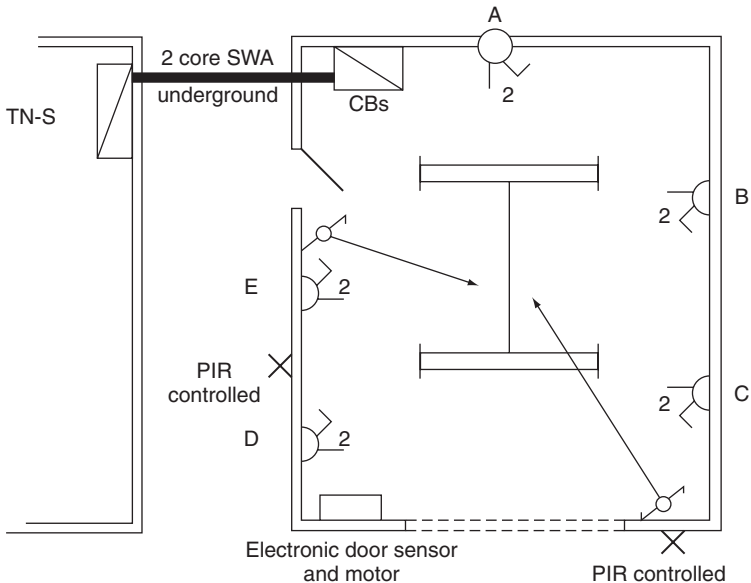 A
2 core SWA
underground
CBs
2
TN-S
B
2
E
2
PIR
controlled
C
2
D
2
Electronic door sensor
and motor
PIR controlled